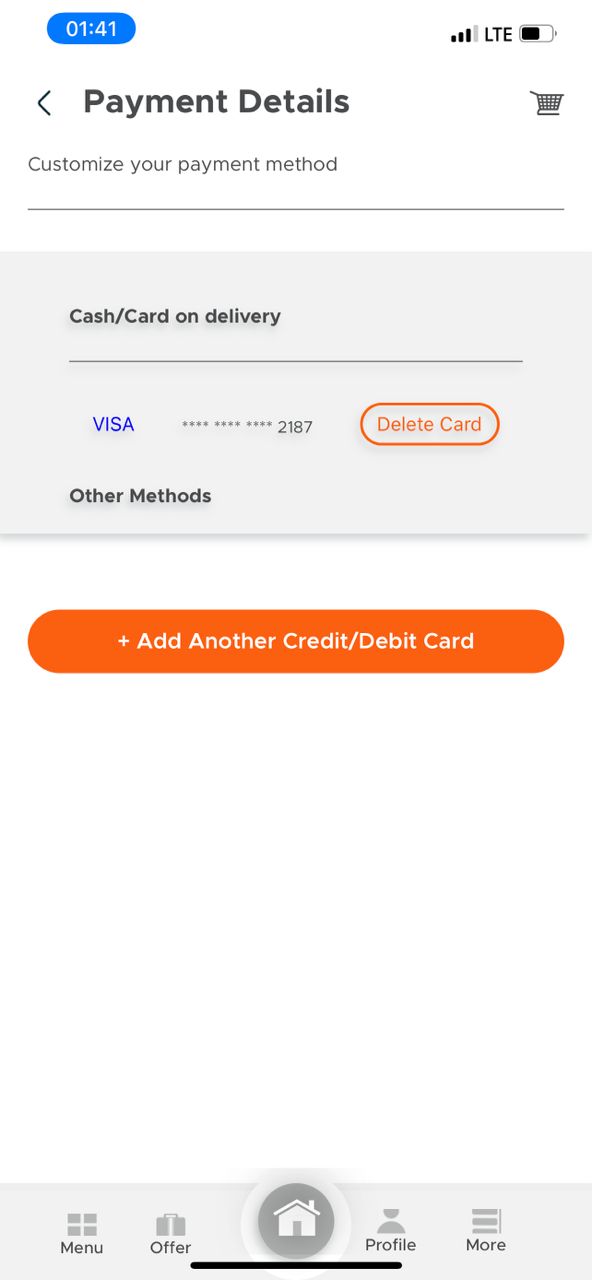 01:41
LTE
Payment Details
Customize your payment method
Cash/Card on delivery
VISA **** **** **** 2187 Delete Card
Other Methods
+ Add Another Credit/Debit Card
Menu Offer Profile More